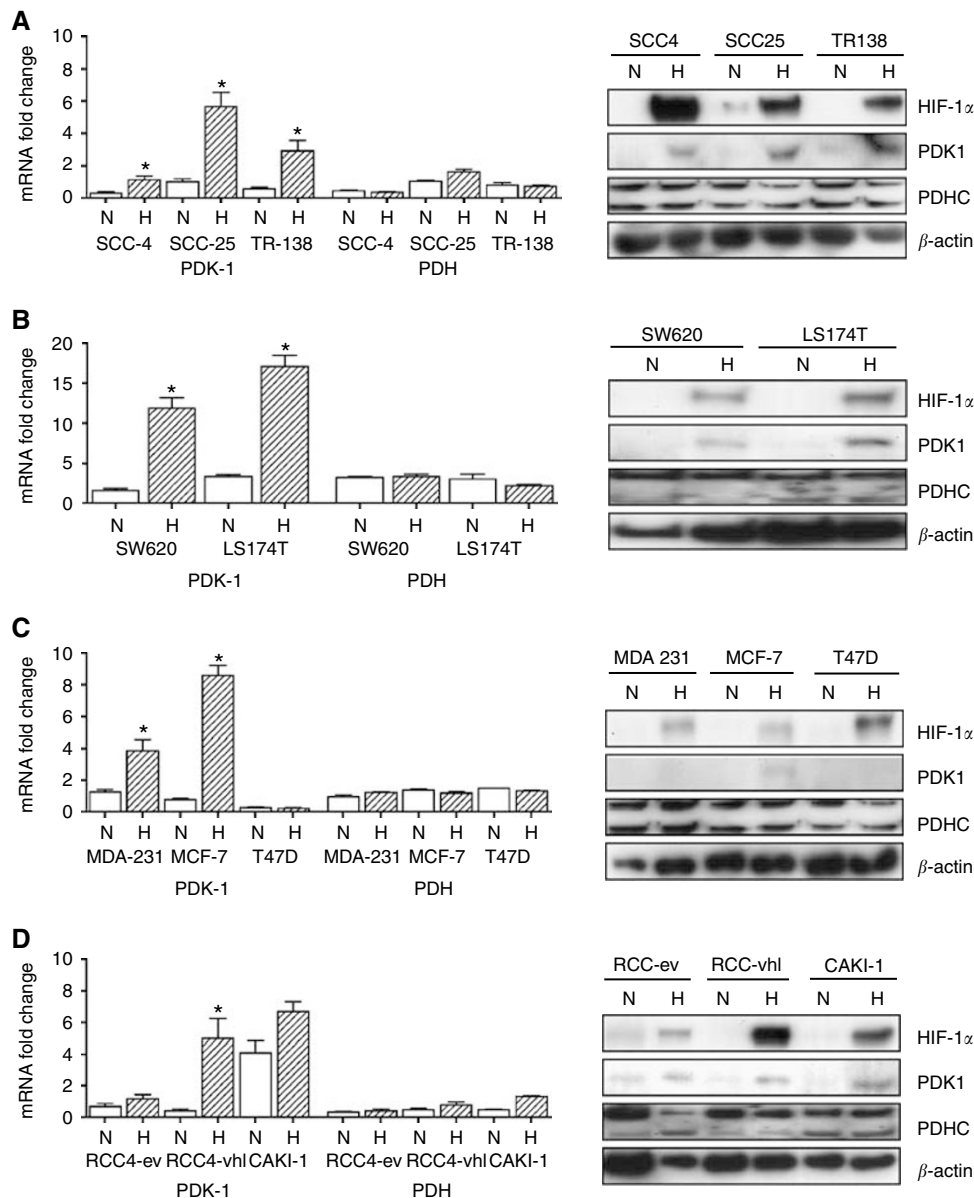 A
mRNA fold change
10
8
6
4
2
0
*
*
*
N H N H N H N H N H N H
SCC-4 SCC-25 TR-138 SCC-4 SCC-25 TR-138
PDK-1 PDH
SCC4 SCC25 TR138
N H N H N H
HIF-1α
PDK1
PDHC
β-actin
B
mRNA fold change
20
15
10
5
0
*
*
N H N H N H N H
SW620 LS174T SW620 LS174T
PDK-1 PDH
SW620 LS174T
N H N H
HIF-1α
PDK1
PDHC
β-actin
C
mRNA fold change
10
8
6
4
2
0
*
*
N H N H N H N H N H N H
MDA-231 MCF-7 T47D MDA-231 MCF-7 T47D
PDK-1 PDH
MDA 231 MCF-7 T47D
N H N H N H
HIF-1α
PDK1
PDHC
β-actin
D
mRNA fold change
10
8
6
4
2
0
*
N H N H N H N H N H N H
RCC4-ev RCC4-vhl CAKI-1 RCC4-ev RCC4-vhl CAKI-1
PDK-1 PDH
RCC-ev RCC-vhl CAKI-1
N H N H N H
HIF-1α
PDK1
PDHC
β-actin